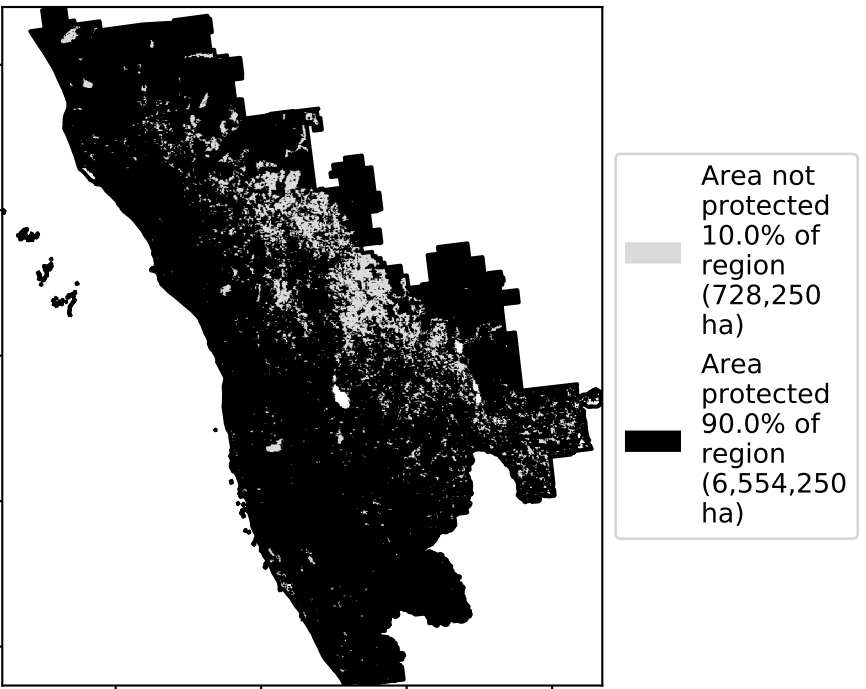 Area not
protected
10.0% of
region
(728,250
ha)
Area
protected
90.0% of
region
(6,554,250
ha)